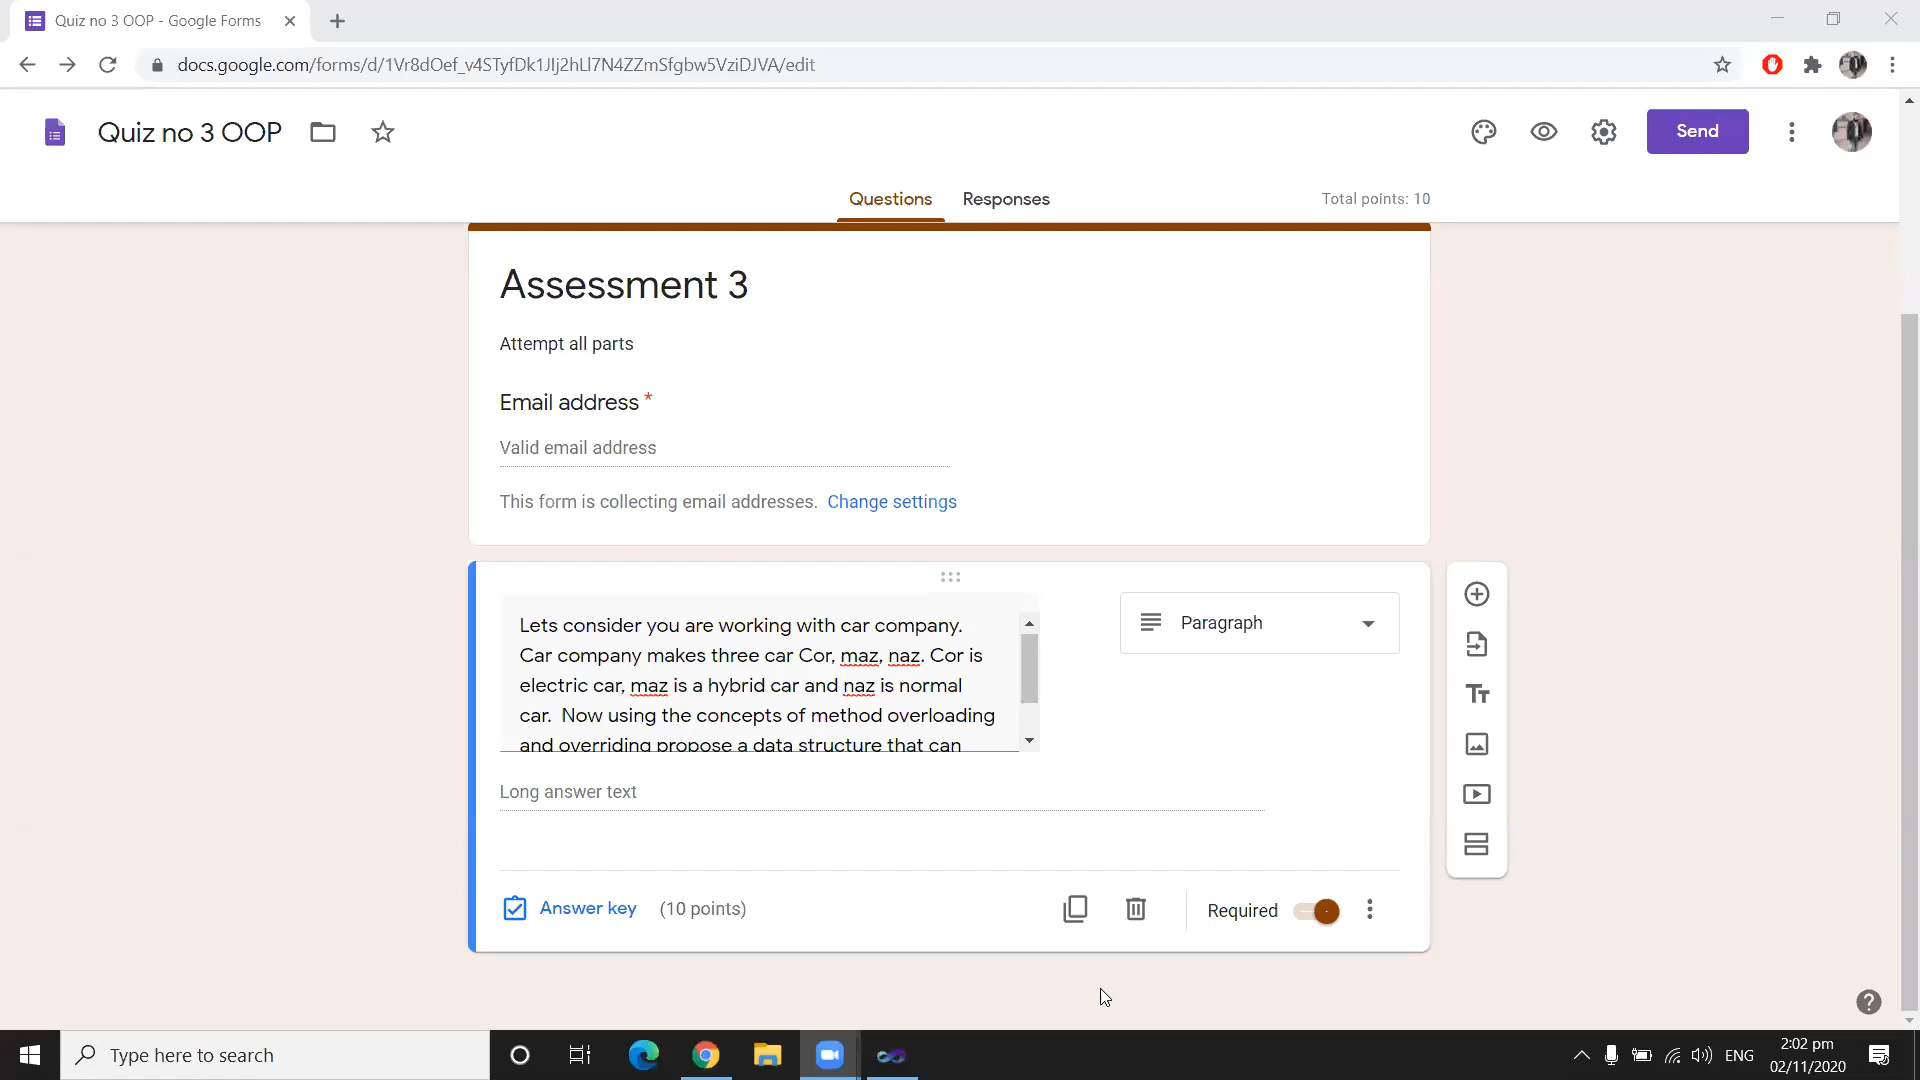 Quiz no 3 OOP - Google Forms
docs.google.com/forms/d/1Vr8dOef_v4STyfDk1JIj2hLl7N4ZZmSfgbw5VziDJVA/edit
Quiz no 3 OOP
Send
Questions
Responses
Total points: 10
Assessment 3
Attempt all parts
Email address *
Valid email address
This form is collecting email addresses. Change settings
Lets consider you are working with car company.
Car company makes three car Cor, maz, naz. Cor is
electric car, maz is a hybrid car and naz is normal
car.  Now using the concepts of method overloading
and overriding propose a data structure that can
Paragraph
Long answer text
Answer key
(10 points)
Required
Type here to search
ENG
2:02 pm
02/11/2020